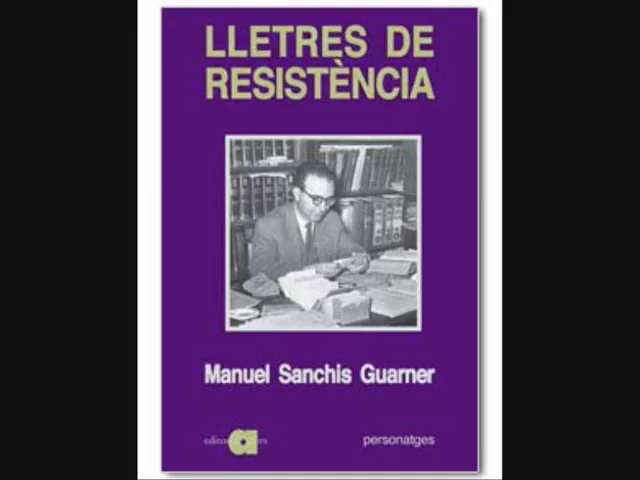 LLETRES DE
RESISTÈNCIA
Manuel Sanchis Guarner
personatges